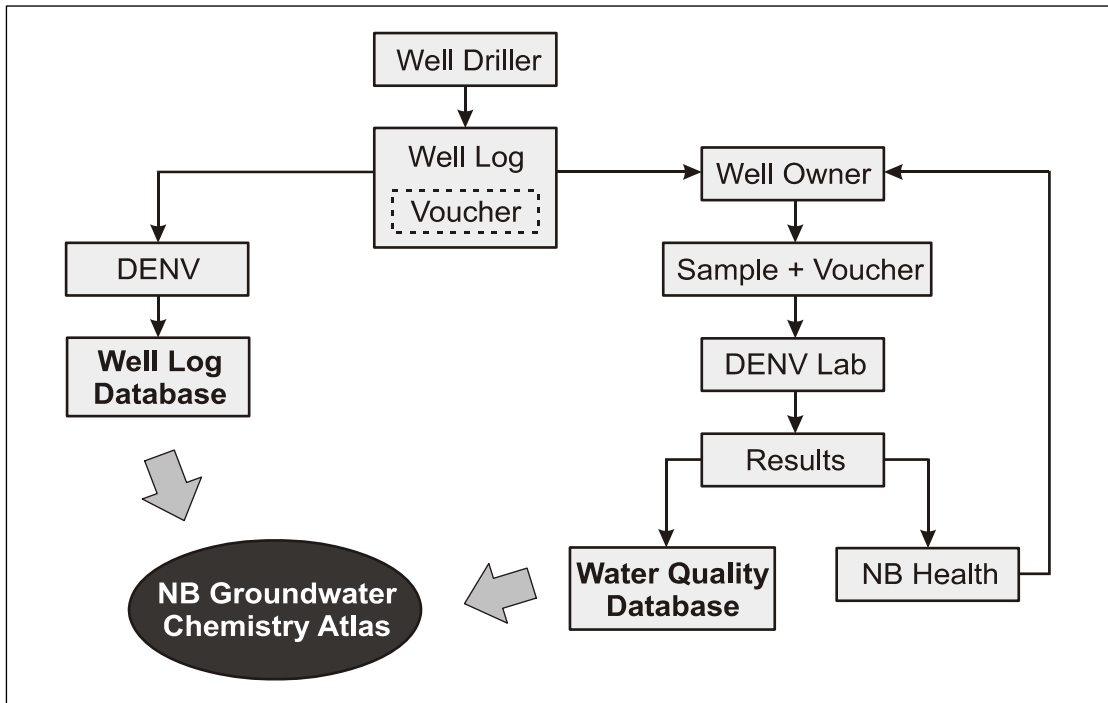 Well Driller
Well Log
Voucher
Well Owner
DENV
Sample + Voucher
Well Log
Database
DENV Lab
Results
Water Quality
Database
NB Health
NB Groundwater
Chemistry Atlas